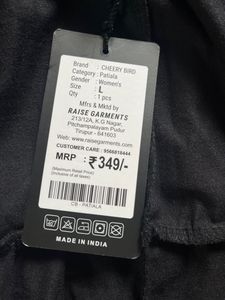 Brand : CHEERY BIRD
Category : Patiala
Gender : Women's
Size : L
Qty : 1 pcs
Mfrs & Mktd by
RAISE GARMENTS
213/12A, K.G Nagar,
Pitchampalayam Pudur
Tirupur - 641603
Web: www.raisegarments.com
CUSTOMER CARE : 9566818444
MRP : ₹349/-
(Maximum Retail Price)
(Inclusive of all taxes)
CB - PATIALA
MADE IN INDIA